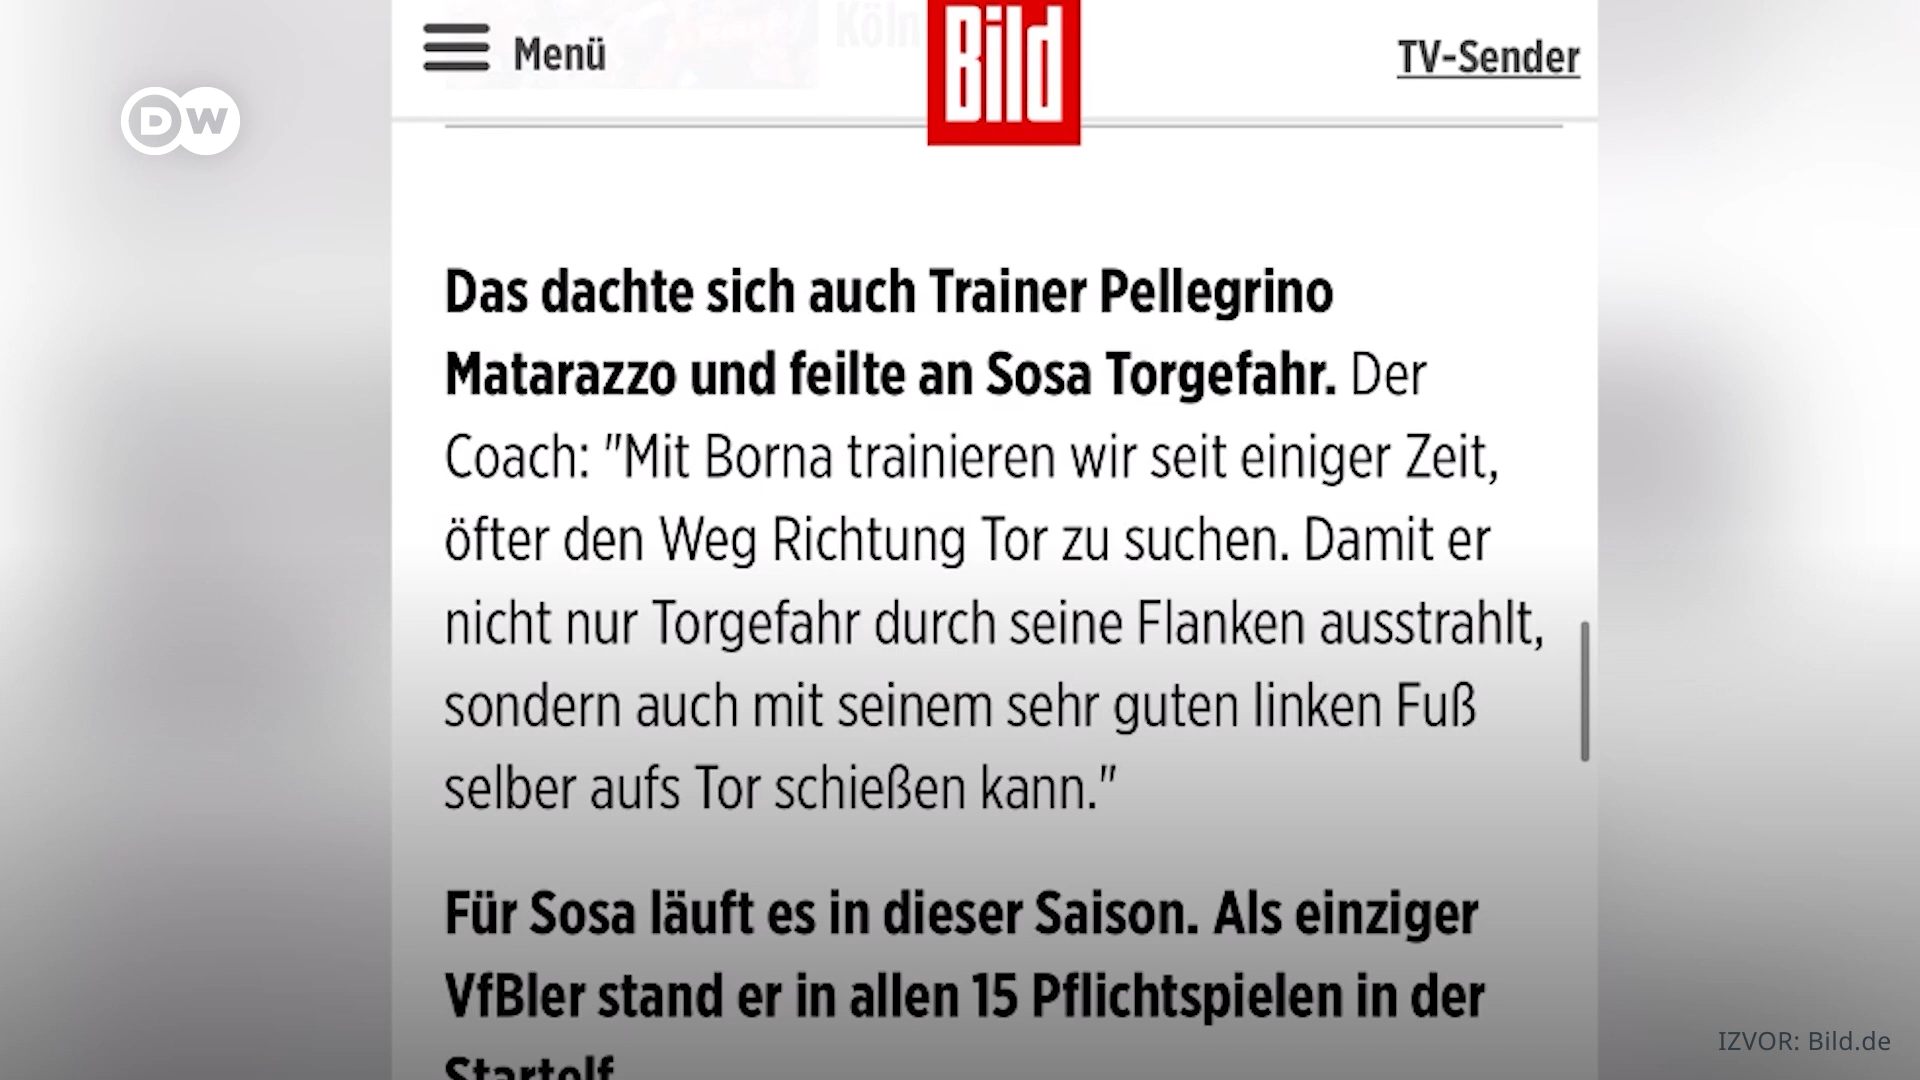 Menü
Köln
Bild
TV-Sender
DW
Das dachte sich auch Trainer Pellegrino
Matarazzo und feilte an Sosa Torgefahr. Der
Coach: "Mit Borna trainieren wir seit einiger Zeit,
öfter den Weg Richtung Tor zu suchen. Damit er
nicht nur Torgefahr durch seine Flanken ausstrahlt,
sondern auch mit seinem sehr guten linken Fuß
selber aufs Tor schießen kann."
Für Sosa läuft es in dieser Saison. Als einziger
VfBler stand er in allen 15 Pflichtspielen in der
Startelf
IZVOR: Bild.de